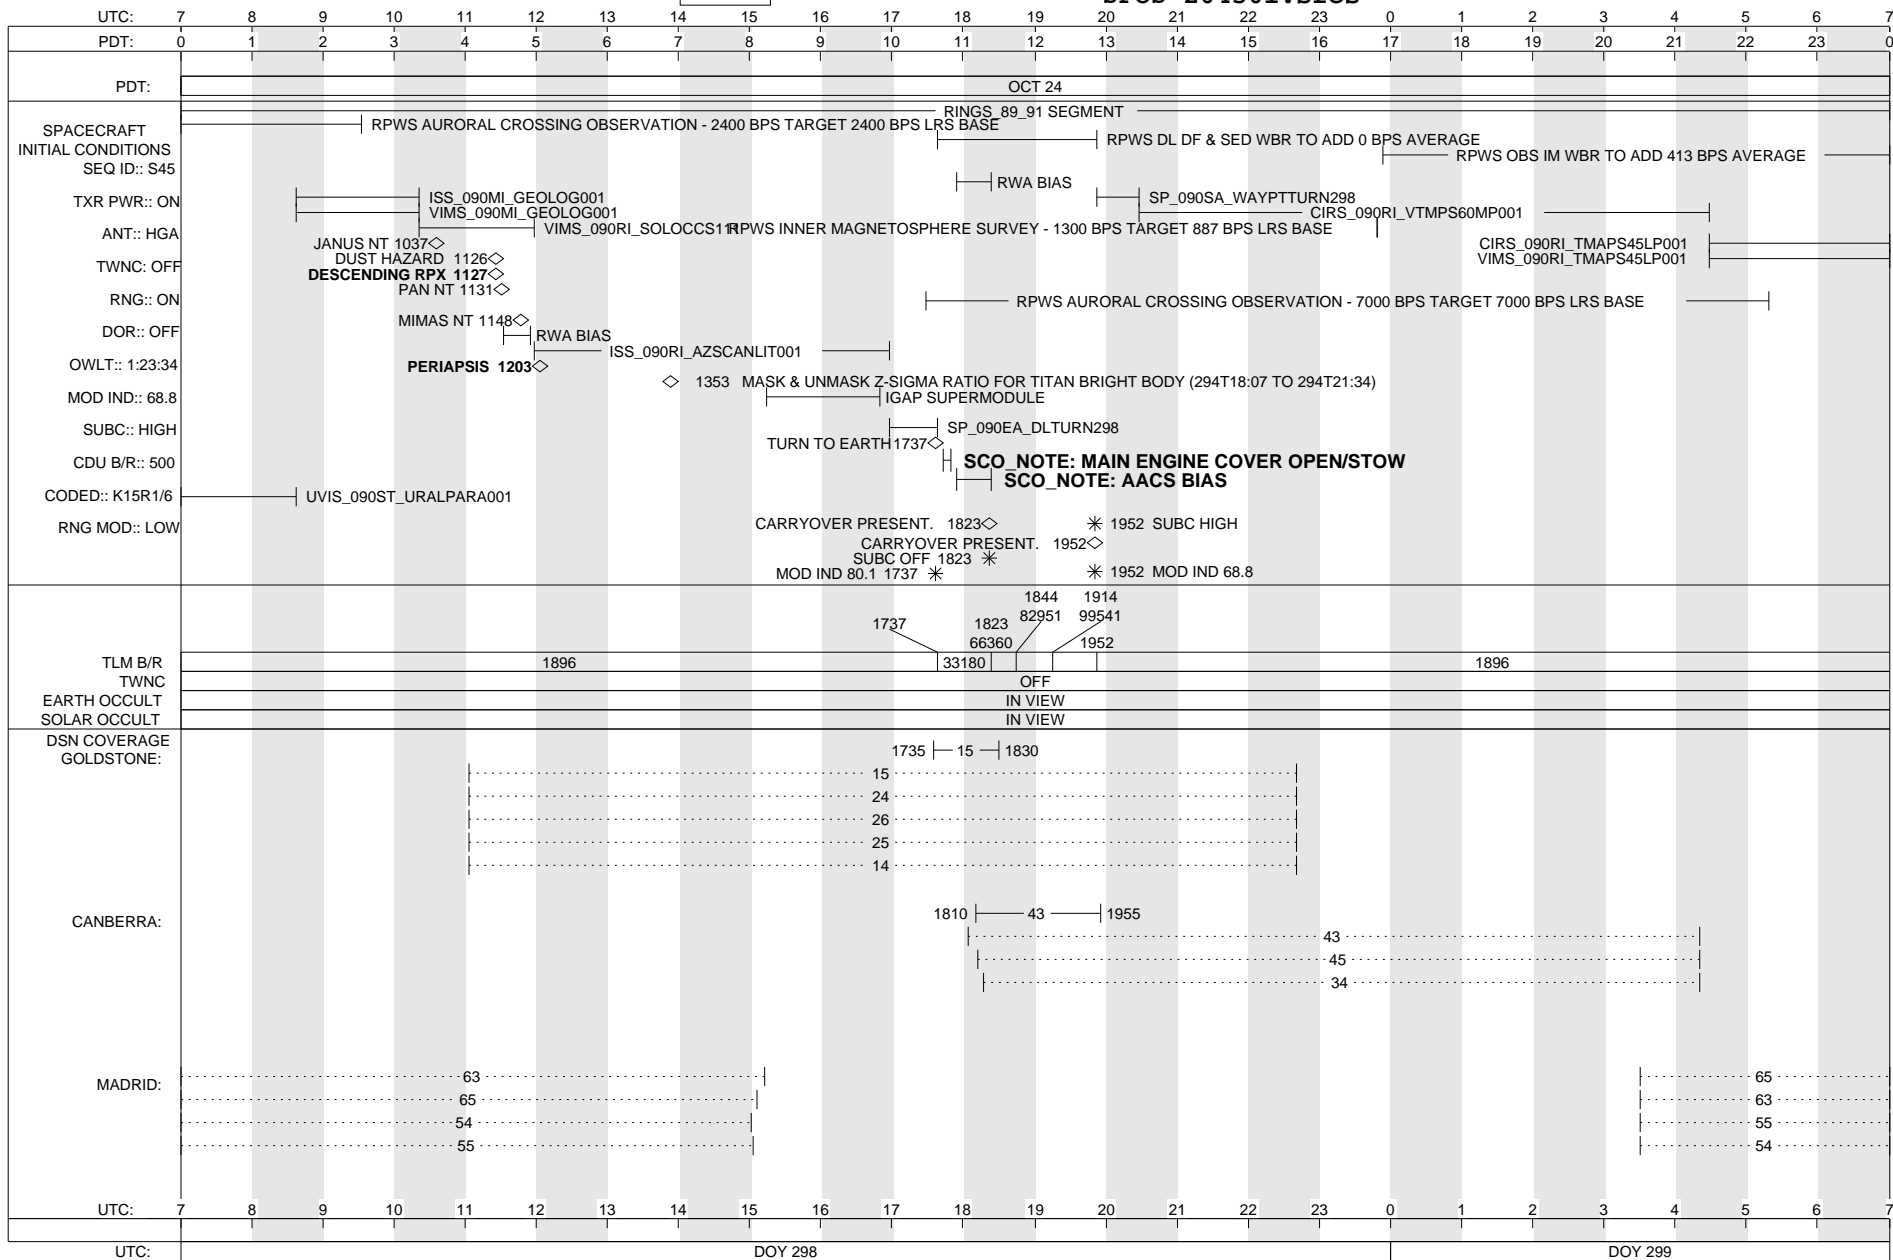 UTC: 7 8 9 10 11 12 13 14 15 16 17 18 19 20 21 22 23 0 1 2 3 4 5 6 7
PDT: 0 1 2 3 4 5 6 7 8 9 10 11 12 13 14 15 16 17 18 19 20 21 22 23 0
PDT: OCT 24
RINGS_89_91 SEGMENT
SPACECRAFT
INITIAL CONDITIONS
RPWS AURORAL CROSSING OBSERVATION - 2400 BPS TARGET 2400 BPS LRS BASE
RPWS DL DF & SED WBR TO ADD 0 BPS AVERAGE
RPWS OBS IM WBR TO ADD 413 BPS AVERAGE
SEQ ID:: S45
RWA BIAS
TXR PWR:: ON
ISS_090MI_GEOLOG001
SP_090SA_WAYPTTURN298
VIMS_090MI_GEOLOG001
CIRS_090RI_VTMPS60MP001
ANT:: HGA
VIMS_090RI_SOLOCCS111
RPWS INNER MAGNETOSPHERE SURVEY - 1300 BPS TARGET 887 BPS LRS BASE
JANUS NT 1037
CIRS_090RI_TMAPS45LP001
DUST HAZARD 1126
VIMS_090RI_TMAPS45LP001
TWNC: OFF
DESCENDING RPX 1127
PAN NT 1131
RNG:: ON
RPWS AURORAL CROSSING OBSERVATION - 7000 BPS TARGET 7000 BPS LRS BASE
MIMAS NT 1148
DOR:: OFF
RWA BIAS
ISS_090RI_AZSCANLIT001
OWLT:: 1:23:34
PERIAPSIS 1203
1353 MASK & UNMASK Z-SIGMA RATIO FOR TITAN BRIGHT BODY (294T18:07 TO 294T21:34)
MOD IND:: 68.8
IGAP SUPERMODULE
SUBC:: HIGH
SP_090EA_DLTURN298
TURN TO EARTH 1737
CDU B/R:: 500
SCO_NOTE: MAIN ENGINE COVER OPEN/STOW
SCO_NOTE: AACS BIAS
CODED:: K15R1/6
UVIS_090ST_URALPARA001
RNG MOD:: LOW
CARRYOVER PRESENT. 1823
1952 SUBC HIGH
CARRYOVER PRESENT. 1952
SUBC OFF 1823
MOD IND 80.1 1737
1952 MOD IND 68.8
1844 1914
1737 1823 82951 99541
66360 1952
TLM B/R 1896 33180 1896
TWNC OFF
EARTH OCCULT IN VIEW
SOLAR OCCULT IN VIEW
DSN COVERAGE
GOLDSTONE:
1735 15 1830
15
24
26
25
14
CANBERRA:
1810 43 1955
43
45
34
MADRID:
63 65
65 63
54 55
55 54
UTC: 7 8 9 10 11 12 13 14 15 16 17 18 19 20 21 22 23 0 1 2 3 4 5 6 7
UTC: DOY 298 DOY 299